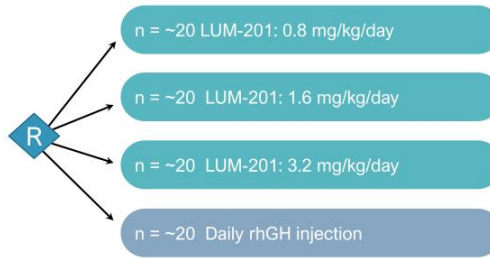 n = ~20 LUM-201: 0.8 mg/kg/day
n = ~20 LUM-201: 1.6 mg/kg/day
R
n = ~20 LUM-201: 3.2 mg/kg/day
n = ~20 Daily rhGH injection